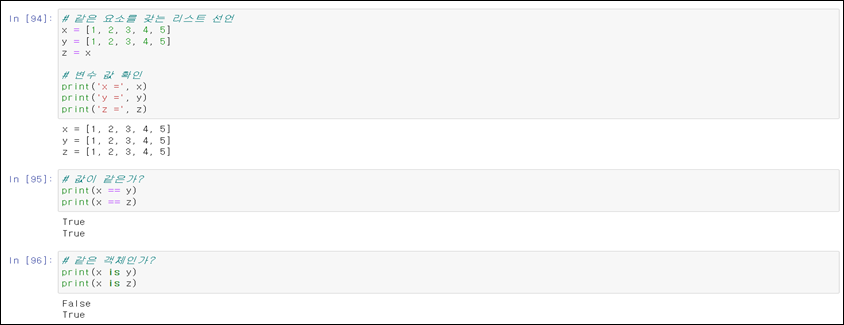 In [94]: # 같은 요소를 갖는 리스트 선언
x = [1, 2, 3, 4, 5]
y = [1, 2, 3, 4, 5]
z = x
# 변수 값 확인
print('x =', x)
print('y =', y)
print('z =', z)
x = [1, 2, 3, 4, 5]
y = [1, 2, 3, 4, 5]
z = [1, 2, 3, 4, 5]
In [95]: # 값이 같은가?
print(x == y)
print(x == z)
True
True
In [96]: # 같은 객체인가?
print(x is y)
print(x is z)
False
True